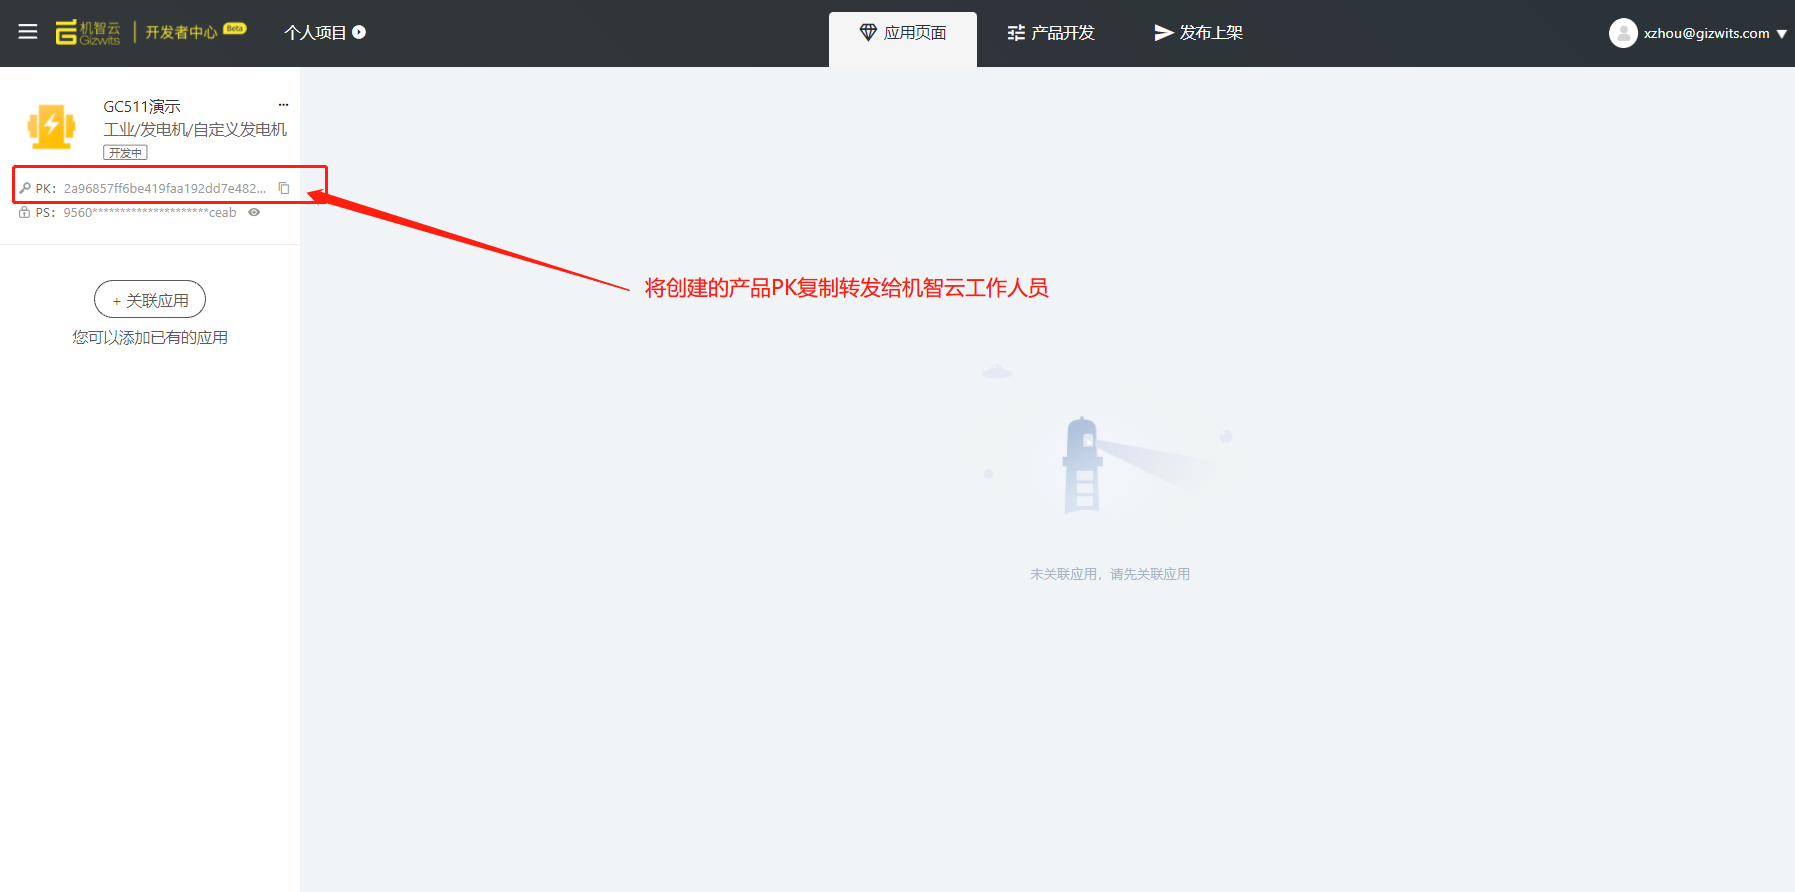 机智云
Gizwits
开发者中心
Beta
个人项目
应用页面
产品开发
发布上架
xzhou@gizwits.com
GC511演示
...
工业/发电机/自定义发电机
开发中
PK: 2a96857ff6be419faa192dd7e482...
PS: 9560*********************ceab
将创建的产品PK复制转发给机智云工作人员
+ 关联应用
您可以添加已有的应用
未关联应用，请先关联应用